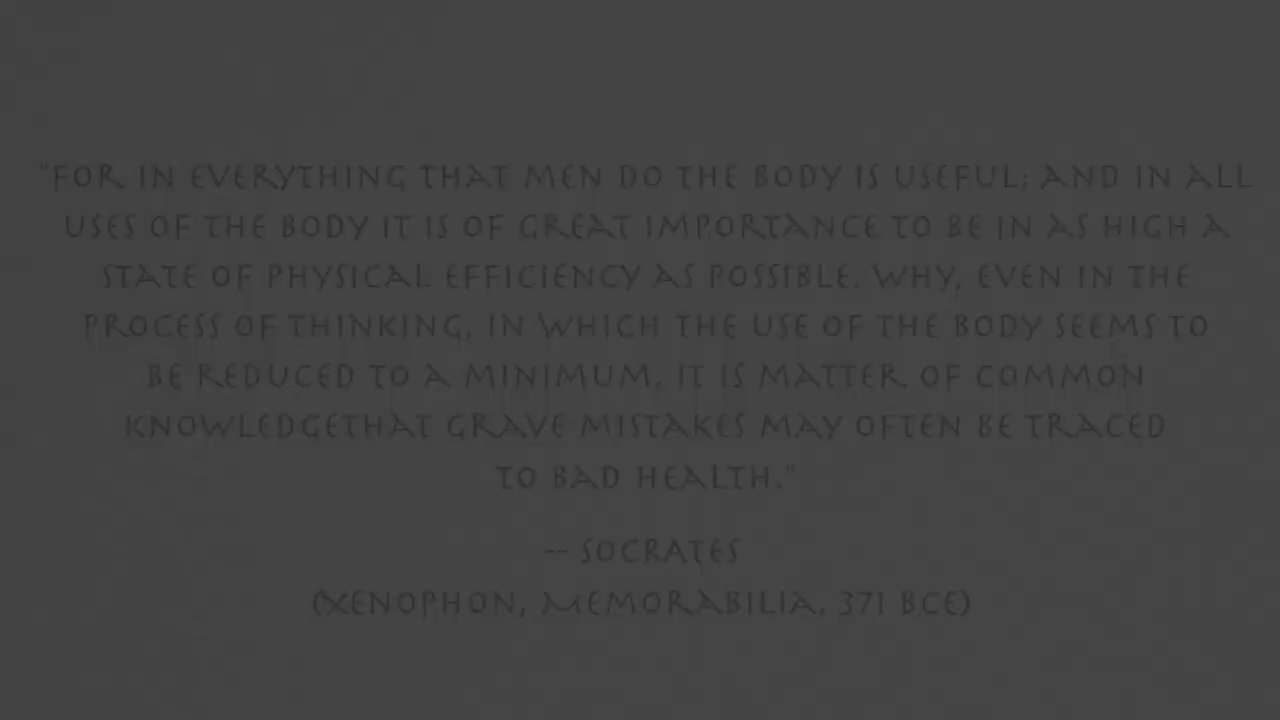 "FOR IN EVERYTHING THAT MEN DO THE BODY IS USEFUL; AND IN ALL
USES OF THE BODY IT IS OF GREAT IMPORTANCE TO BE IN AS HIGH A
STATE OF PHYSICAL EFFICIENCY AS POSSIBLE. WHY, EVEN IN THE
PROCESS OF THINKING, IN WHICH THE USE OF THE BODY SEEMS TO
BE REDUCED TO A MINIMUM, IT IS MATTER OF COMMON
KNOWLEDGETHAT GRAVE MISTAKES MAY OFTEN BE TRACED
TO BAD HEALTH."
-- SOCRATES
(XENOPHON, MEMORABILIA, 371 BCE)